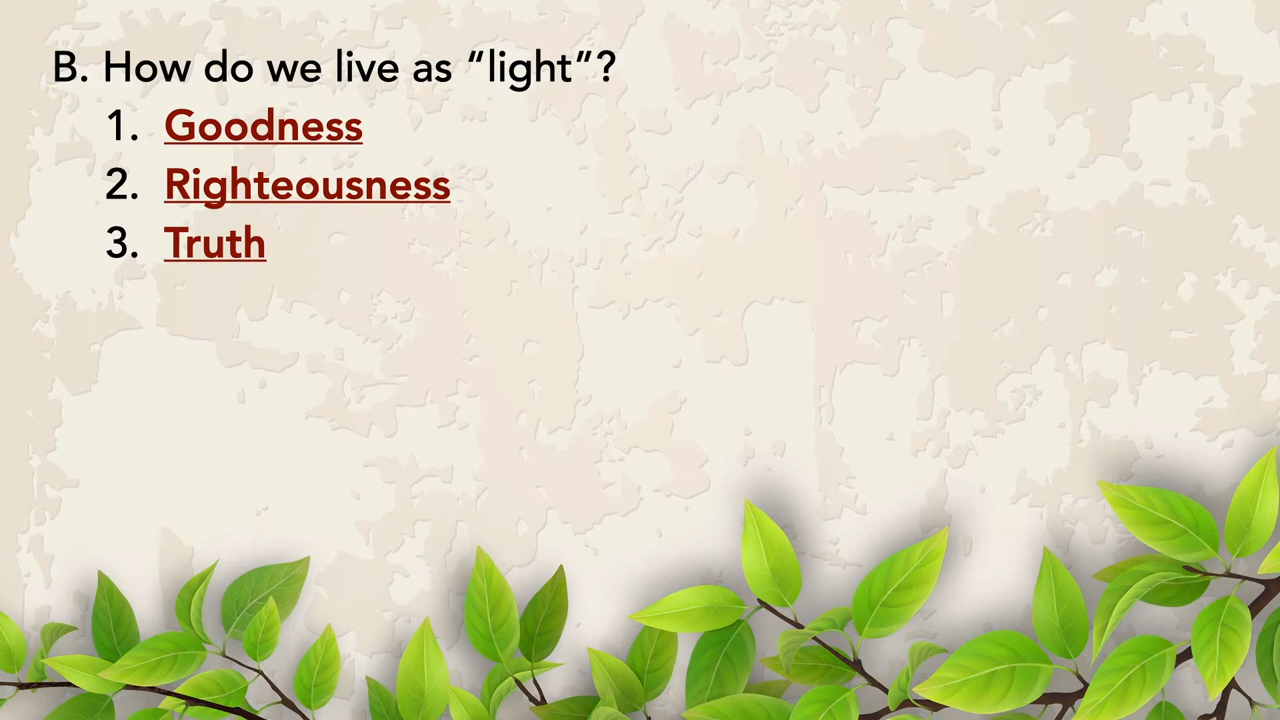 B. How do we live as “light”?
1. Goodness
2. Righteousness
3. Truth